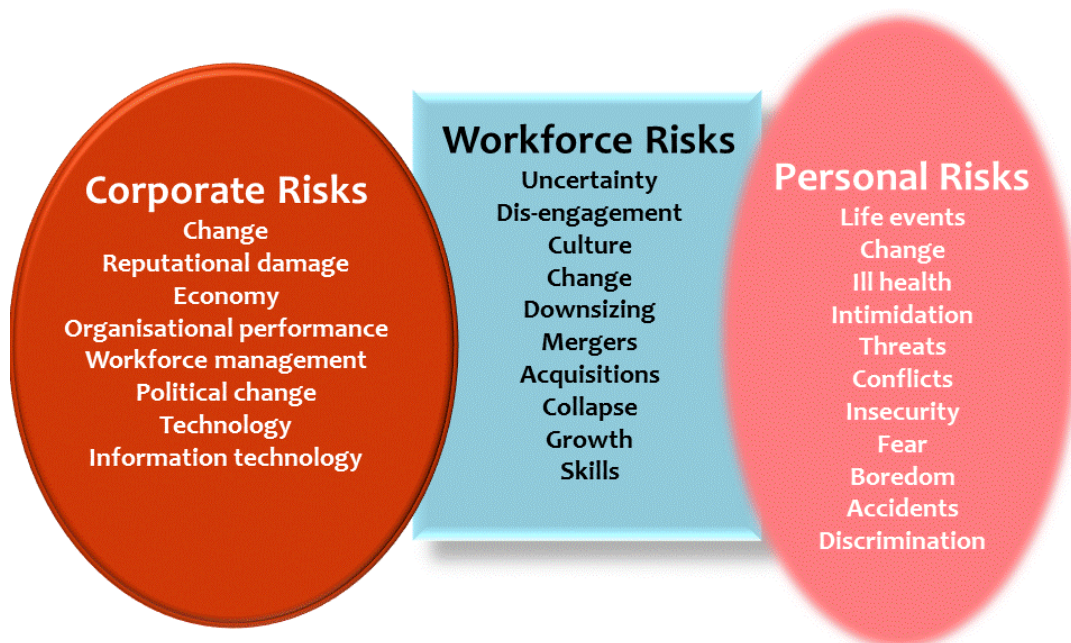 Corporate Risks
Change
Reputational damage
Economy
Organisational performance
Workforce management
Political change
Technology
Information technology
Workforce Risks
Uncertainty
Dis-engagement
Culture
Change
Downsizing
Mergers
Acquisitions
Collapse
Growth
Skills
Personal Risks
Life events
Change
Ill health
Intimidation
Threats
Conflicts
Insecurity
Fear
Boredom
Accidents
Discrimination